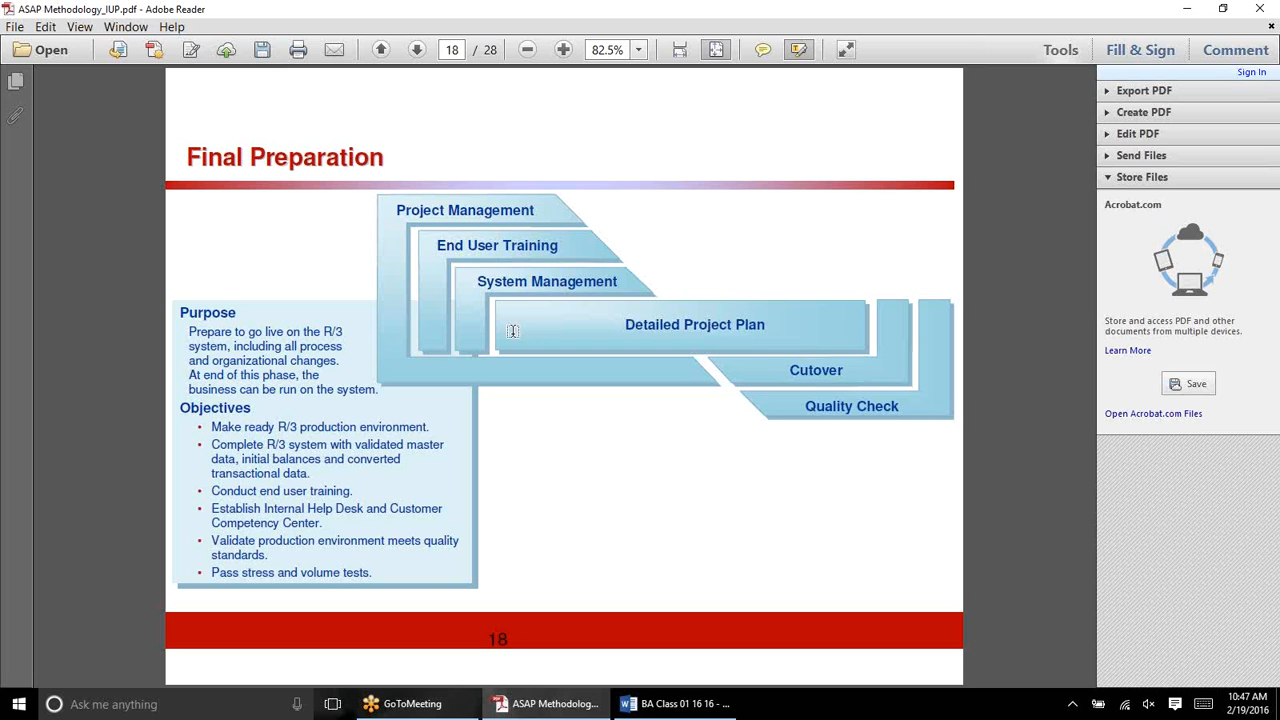 ASAP Methodology_IUP.pdf - Adobe Reader
File Edit View Window Help
Open 18 / 28 82.5% Tools Fill & Sign Comment
Sign In
Export PDF
Create PDF
Edit PDF
Send Files
Store Files
Acrobat.com
Store and access PDF and other
documents from multiple devices.
Learn More
Save
Open Acrobat.com Files
Final Preparation
Project Management
End User Training
System Management
Detailed Project Plan
Cutover
Quality Check
Purpose
Prepare to go live on the R/3
system, including all process
and organizational changes.
At end of this phase, the
business can be run on the system.
Objectives
• Make ready R/3 production environment.
• Complete R/3 system with validated master
data, initial balances and converted
transactional data.
• Conduct end user training.
• Establish Internal Help Desk and Customer
Competency Center.
• Validate production environment meets quality
standards.
• Pass stress and volume tests.
18
Ask me anything GoToMeeting ASAP Methodolog... BA Class 01 16 16 - ... 10:47 AM
2/19/2016